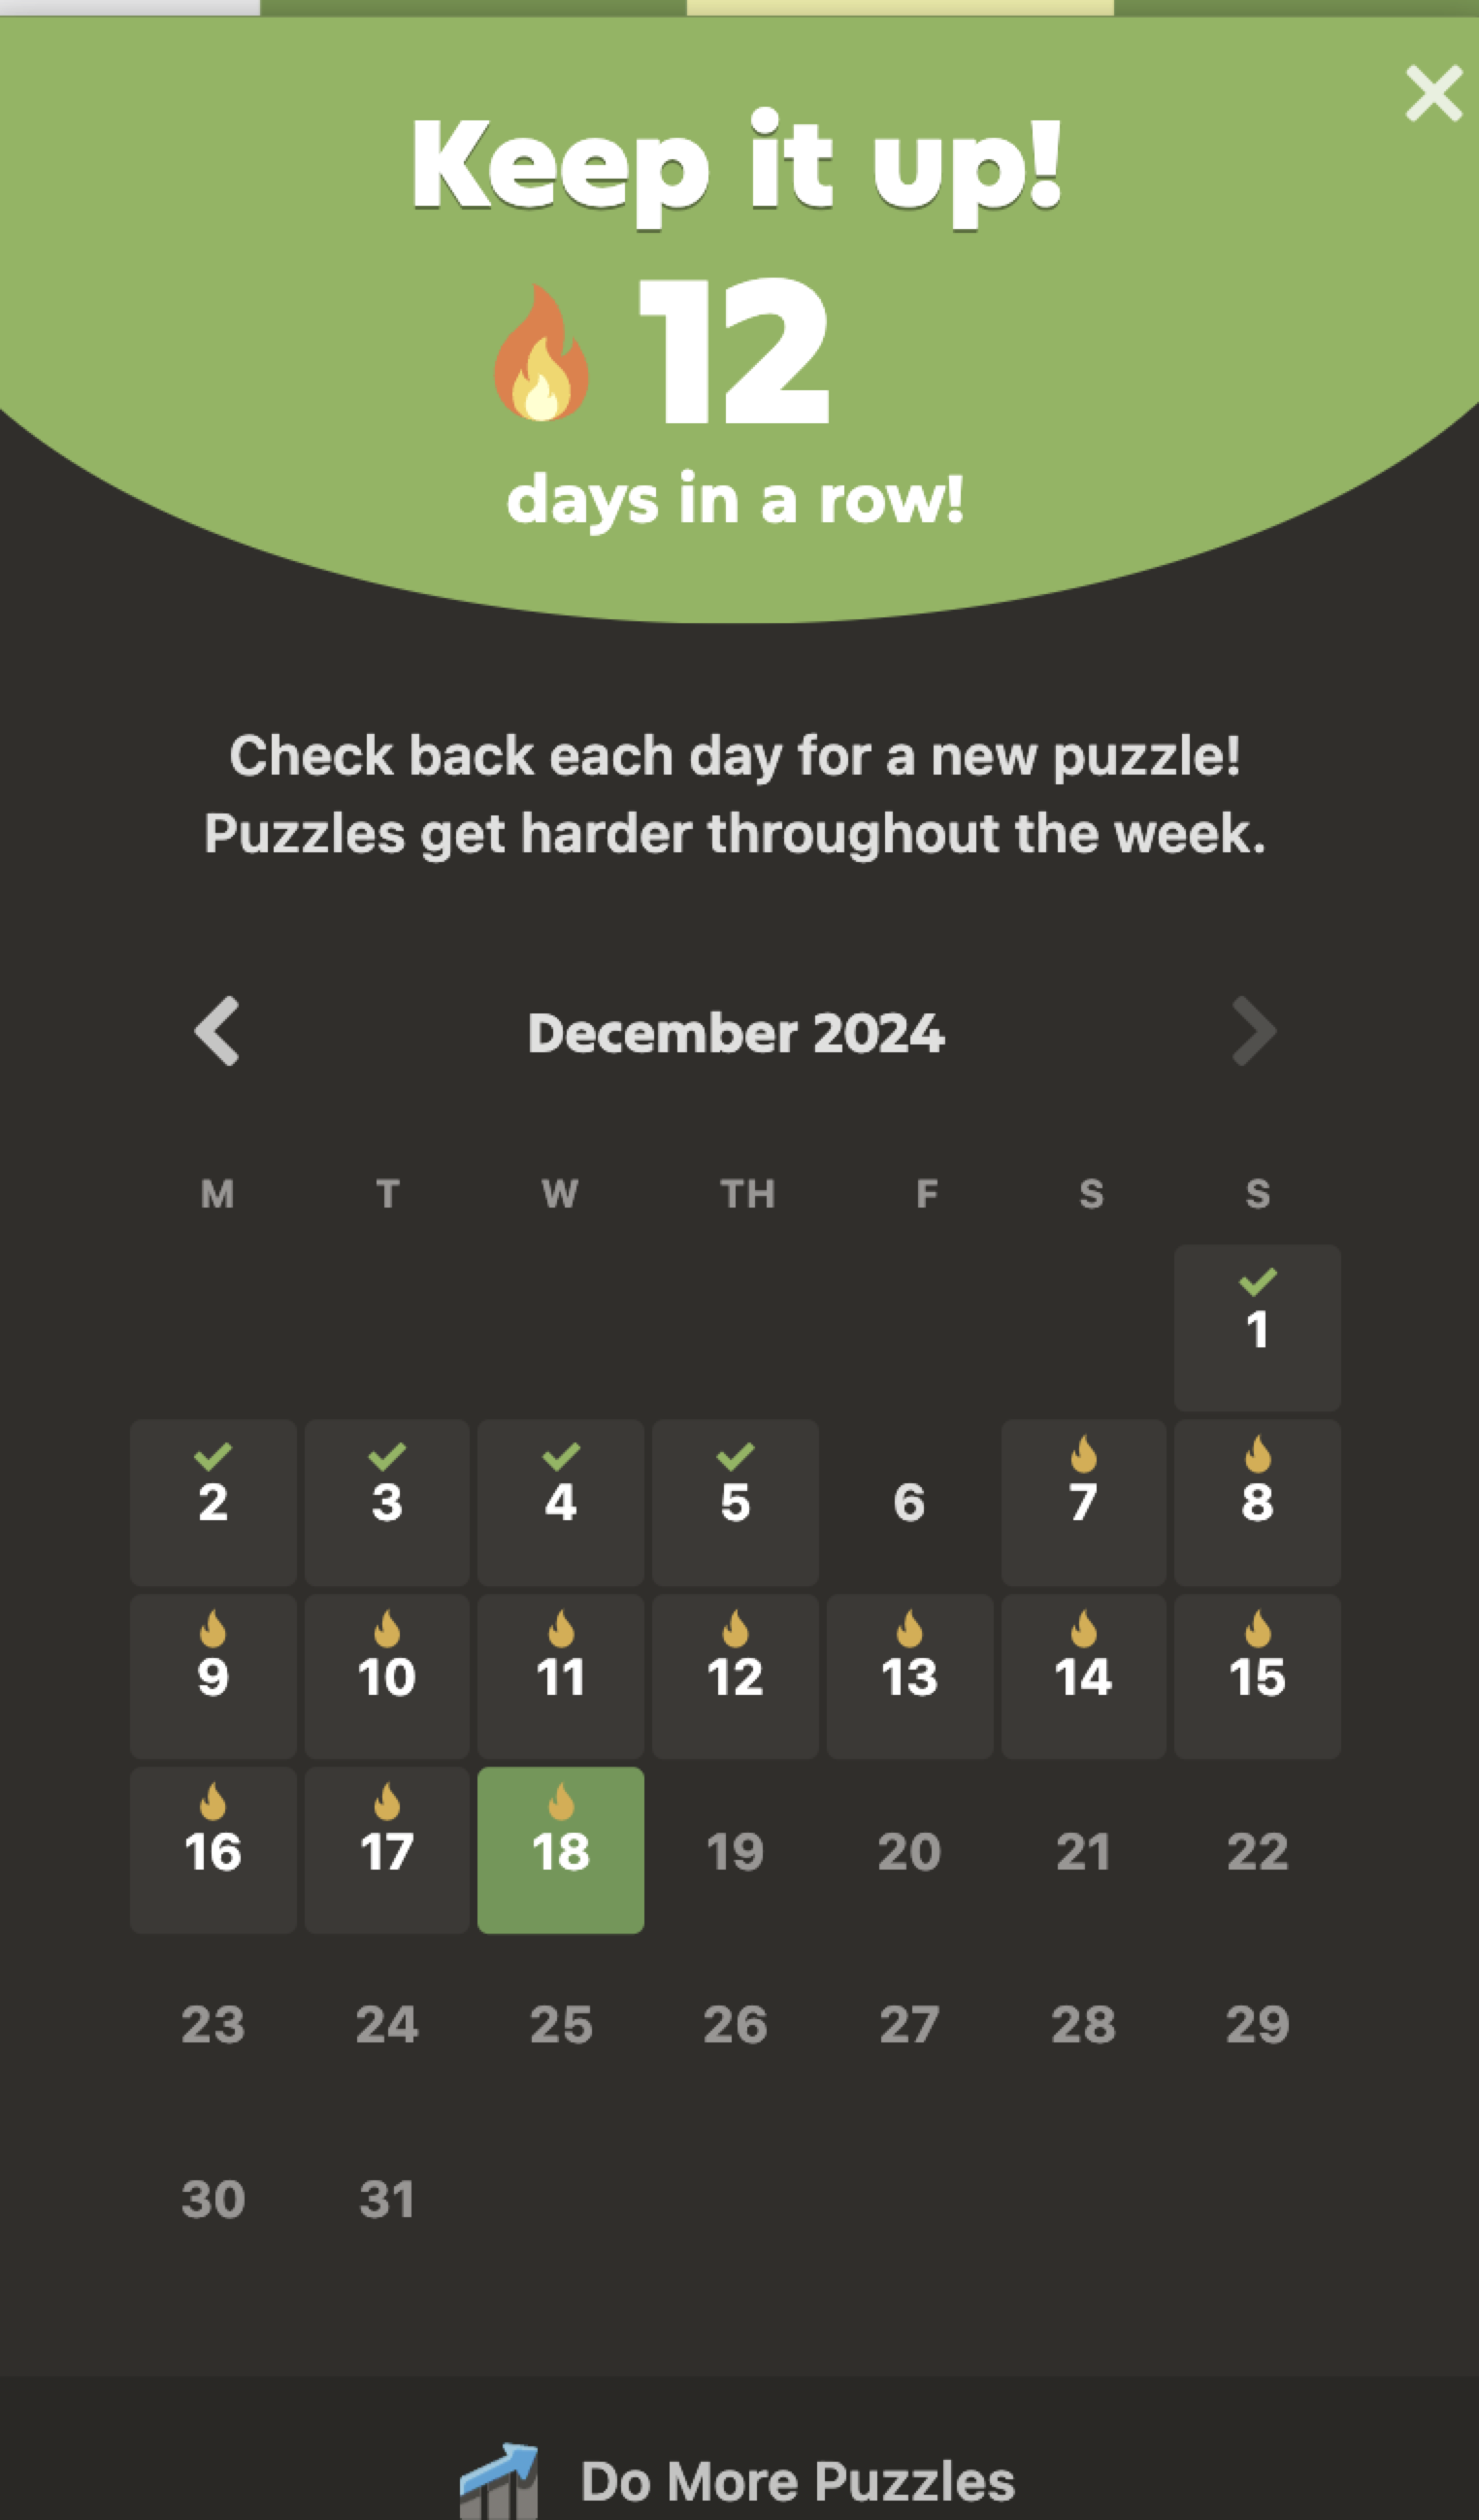 Keep it up!
12
days in a row!
Check back each day for a new puzzle!
Puzzles get harder throughout the week.
December 2024
M T W TH F S S
1
2 3 4 5 6 7 8
9 10 11 12 13 14 15
16 17 18 19 20 21 22
23 24 25 26 27 28 29
30 31
Do More Puzzles